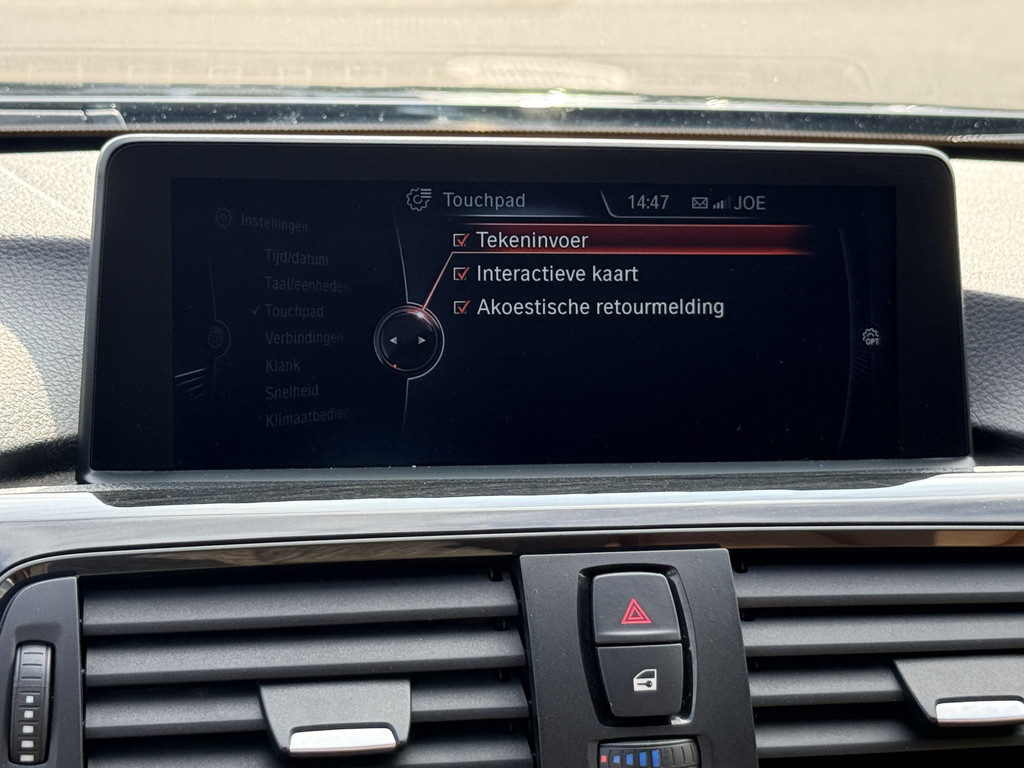 Touchpad
14:47 JOE
Instellingen
Tijd/datum
Taal/eenheden
Touchpad
Verbindingen
Klank
Snelheid
Klimaatbedie
Tekeninvoer
Interactieve kaart
Akoestische retourmelding
OPT